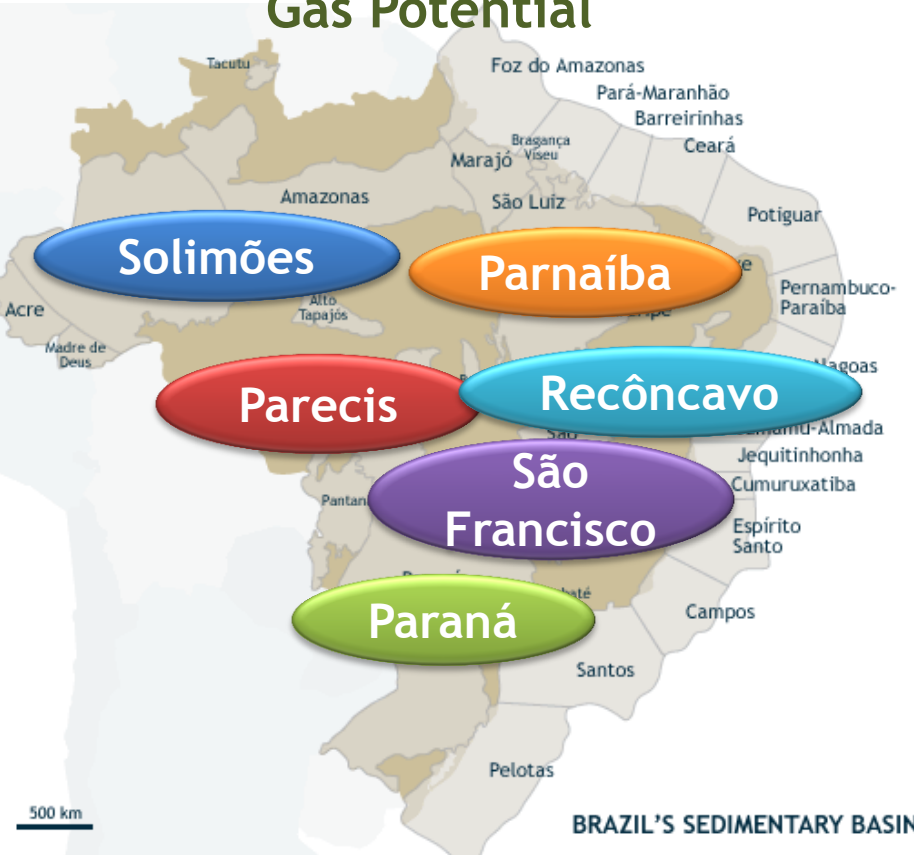 Gas Potential
Tacutu
Foz do Amazonas
Pará-Maranhão
Barreirinhas
Bragança
Viseu
Ceará
Marajó
Amazonas
São Luiz
Potiguar
Solimões
Parnaíba
Pernambuco-
Paraíba
Acre
Alto
Tapajós
Madre de
Deus
Parecis
Recôncavo
São
-Almada
Jequitinhonha
São
Francisco
Cumuruxatiba
Espírito
Santo
Paraná
Campos
Santos
Pelotas
500 km
BRAZIL'S SEDIMENTARY BASIN